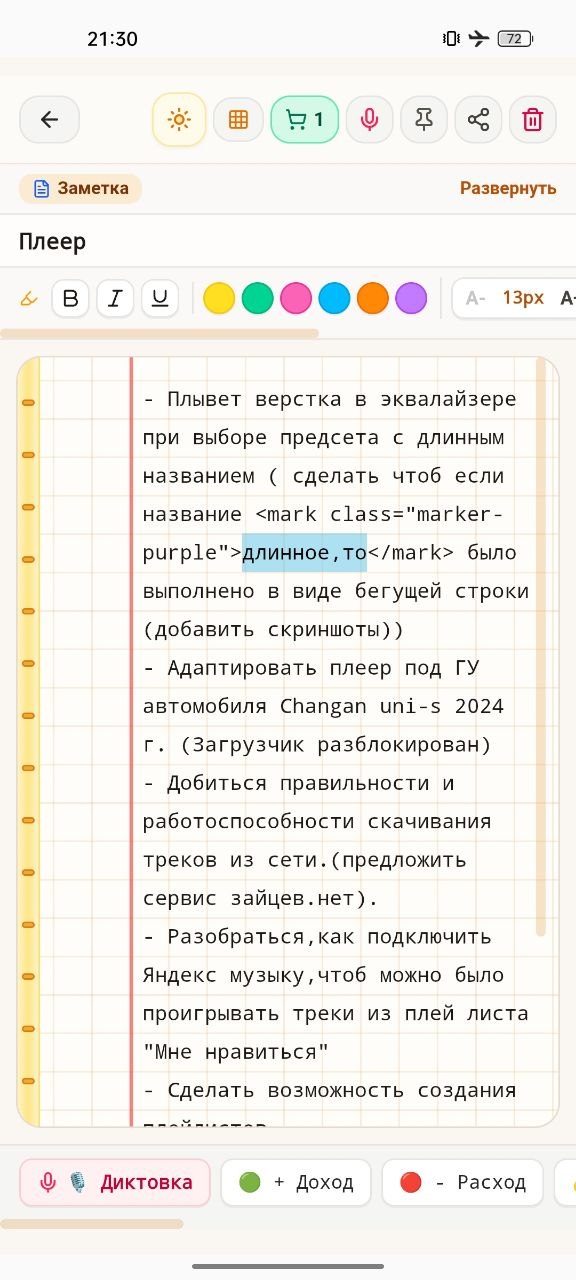 21:30
72
1
Заметка
Развернуть
Плеер
B I U A- 13px A+
- Плывет верстка в эквалайзере
при выборе предсета с длинным
названием ( сделать чтоб если
название <mark class="marker-
purple">длинное,то</mark> было
выполнено в виде бегущей строки
(добавить скриншоты))
- Адаптировать плеер под ГУ
автомобиля Changan uni-s 2024
г. (Загрузчик разблокирован)
- Добиться правильности и
работоспособности скачивания
треков из сети.(предложить
сервис зайцев.нет).
- Разобраться,как подключить
Яндекс музыку,чтоб можно было
проигрывать треки из плей листа
"Мне нравиться"
- Сделать возможность создания
плейлистов
Диктовка
+ Доход
- Расход